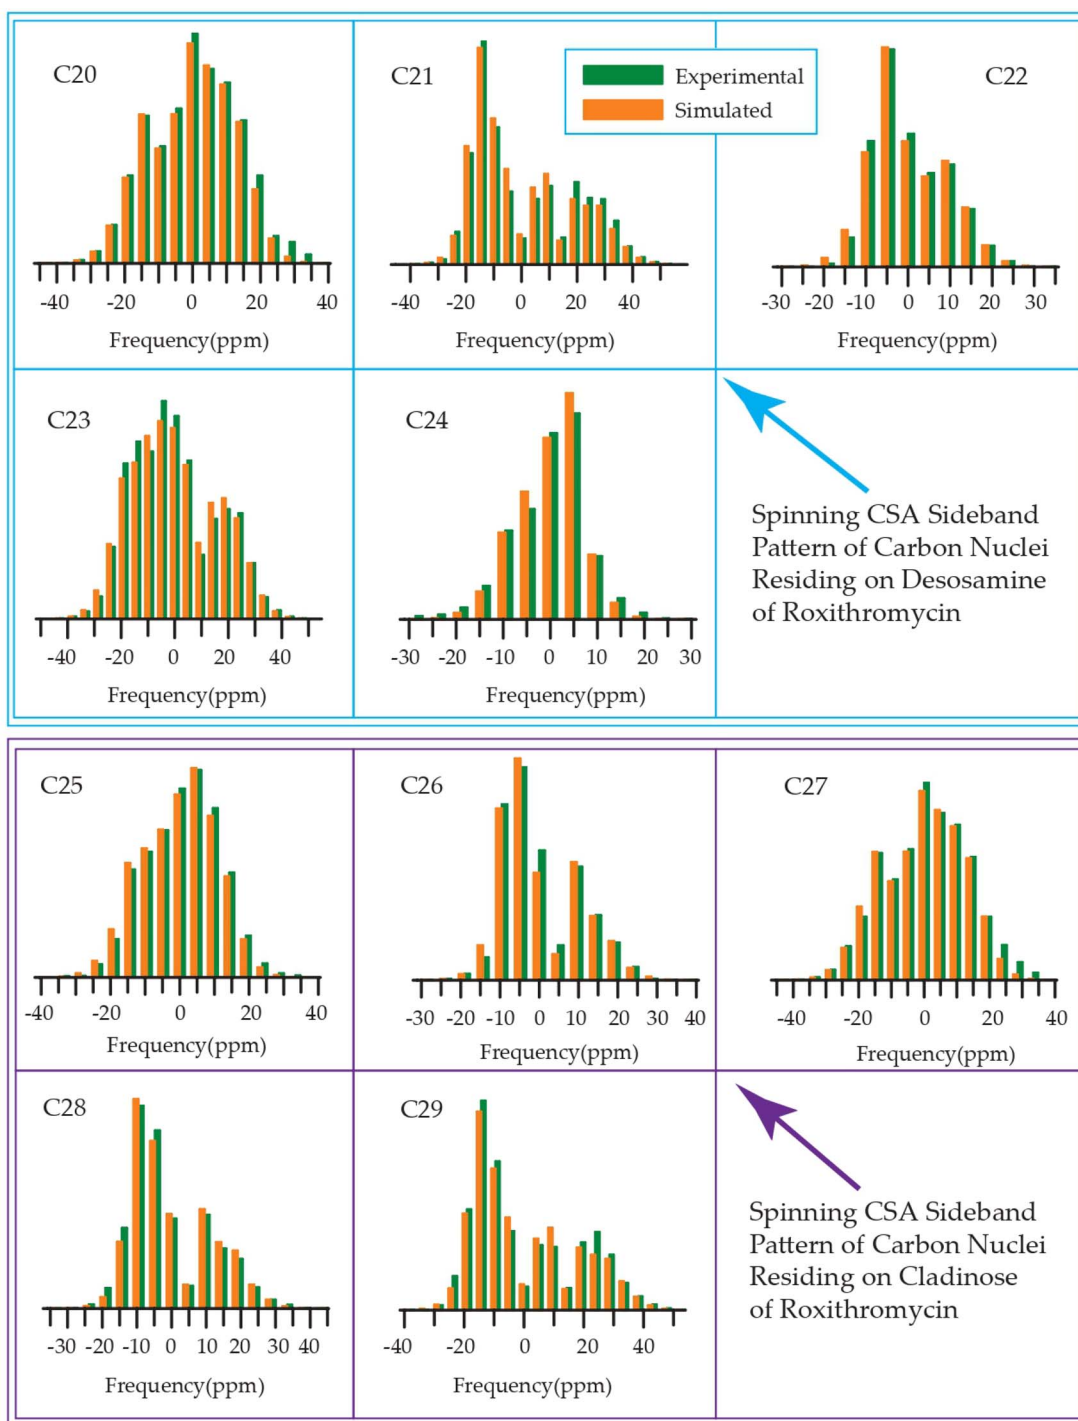 C20
-40 -20 0 20 40
Frequency(ppm)
C21
-40 -20 0 20 40
Frequency(ppm)
Experimental
Simulated
C22
-30 -20 -10 0 10 20 30
Frequency(ppm)
C23
-40 -20 0 20 40
Frequency(ppm)
C24
-30 -20 -10 0 10 20 30
Frequency(ppm)
Spinning CSA Sideband
Pattern of Carbon Nuclei
Residing on Desosamine
of Roxithromycin
C25
-40 -20 0 20 40
Frequency(ppm)
C26
-30 -20 -10 0 10 20 30 40
Frequency(ppm)
C27
-40 -20 0 20 40
Frequency(ppm)
C28
-30 -20 -10 0 10 20 30 40
Frequency(ppm)
C29
-40 -20 0 20 40
Frequency(ppm)
Spinning CSA Sideband
Pattern of Carbon Nuclei
Residing on Cladinose
of Roxithromycin